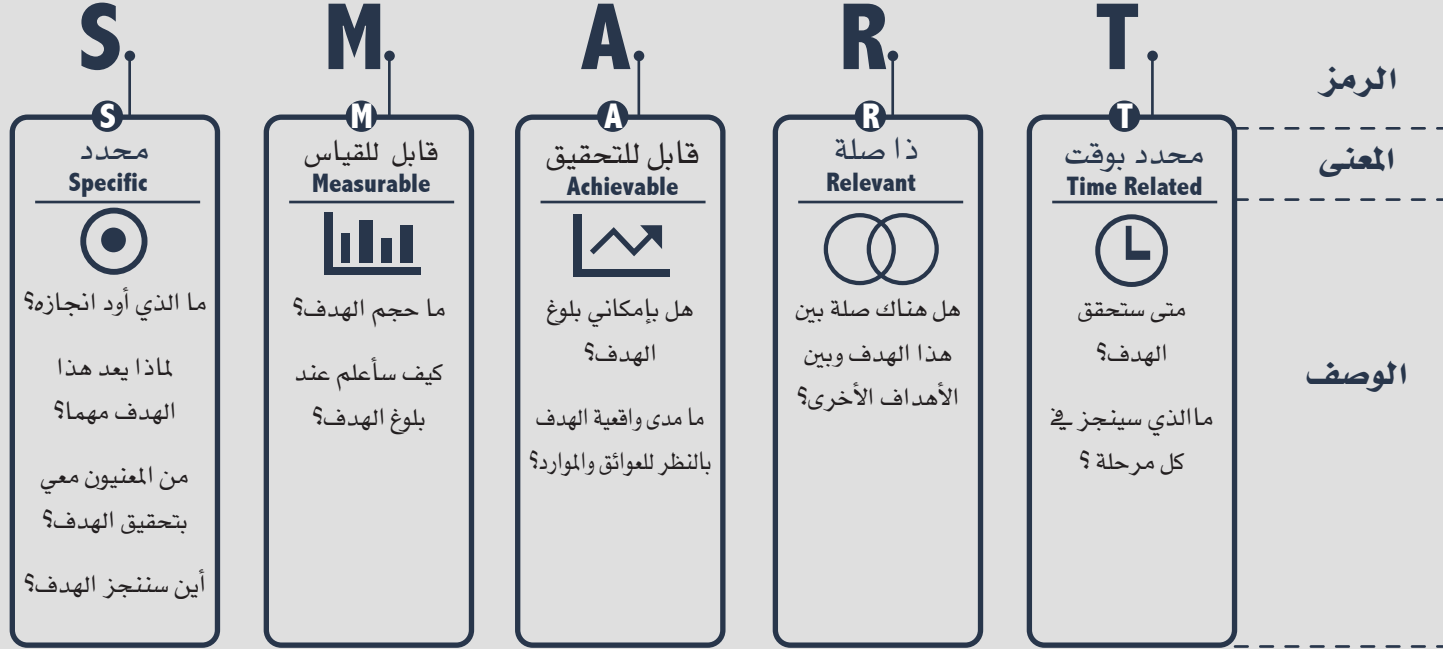 S.
M.
A.
R.
T.
الرمز
S
M
A
R
T
محدد
Specific
قابل للقياس
Measurable
قابل للتحقيق
Achievable
ذا صلة
Relevant
محدد بوقت
Time Related
المعنى
ما الذي أود انجازه؟
لماذا يعد هذا
الهدف مهما؟
من المعنيون معي
بتحقيق الهدف؟
أين سننجز الهدف؟
ما حجم الهدف؟
كيف سأعلم عند
بلوغ الهدف؟
هل بإمكاني بلوغ
الهدف؟
ما مدى واقعية الهدف
بالنظر للعوائق والموارد؟
هل هناك صلة بين
هذا الهدف وبين
الأهداف الأخرى؟
متى ستحقق
الهدف؟
ماالذي سينجز في
كل مرحلة ؟
الوصف